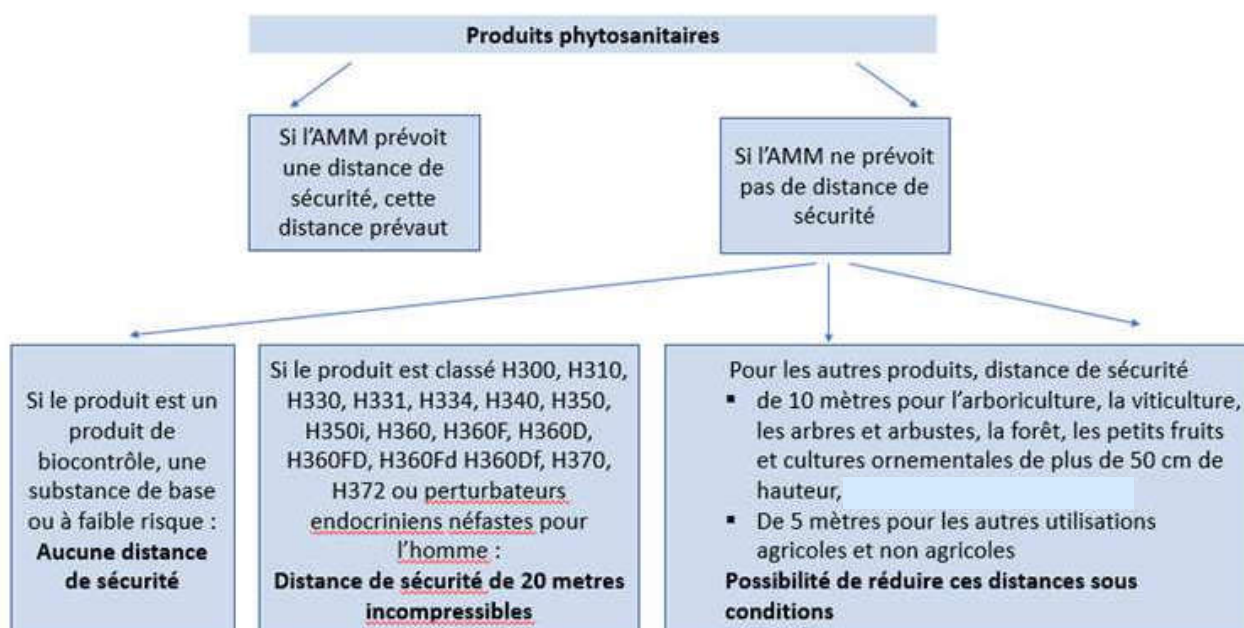 Produits phytosanitaires
Si l’AMM prévoit
une distance de
sécurité, cette
distance prévaut
Si l’AMM ne prévoit
pas de distance de
sécurité
Si le produit est un
produit de
biocontrôle, une
substance de base
ou à faible risque :
Aucune distance
de sécurité
Si le produit est classé H300, H310,
H330, H331, H334, H340, H350,
H350i, H360, H360F, H360D,
H360FD, H360Fd H360Df, H370,
H372 ou perturbateurs
endocriniens néfastes pour
l’homme :
Distance de sécurité de 20 metres
incompressibles
Pour les autres produits, distance de sécurité
▪ de 10 mètres pour l’arboriculture, la viticulture,
les arbres et arbustes, la forêt, les petits fruits
et cultures ornementales de plus de 50 cm de
hauteur,
▪ De 5 mètres pour les autres utilisations
agricoles et non agricoles
Possibilité de réduire ces distances sous
conditions